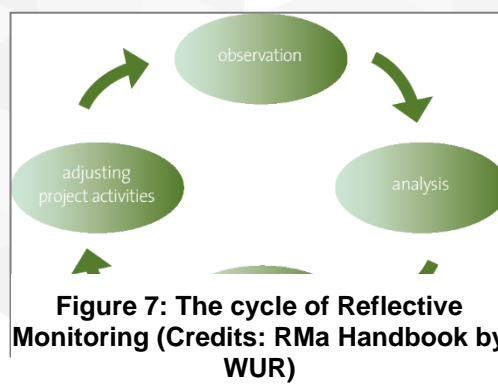 observation
adjusting
project activities
analysis
Figure 7: The cycle of Reflective
Monitoring (Credits: RMa Handbook by
WUR)